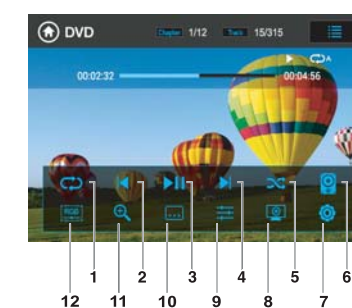 DVD Chapter 1/12 Track 15/315
A
00:02:32 00:04:56
RGB
1 2 3 4 5 6
12 11 10 9 8 7